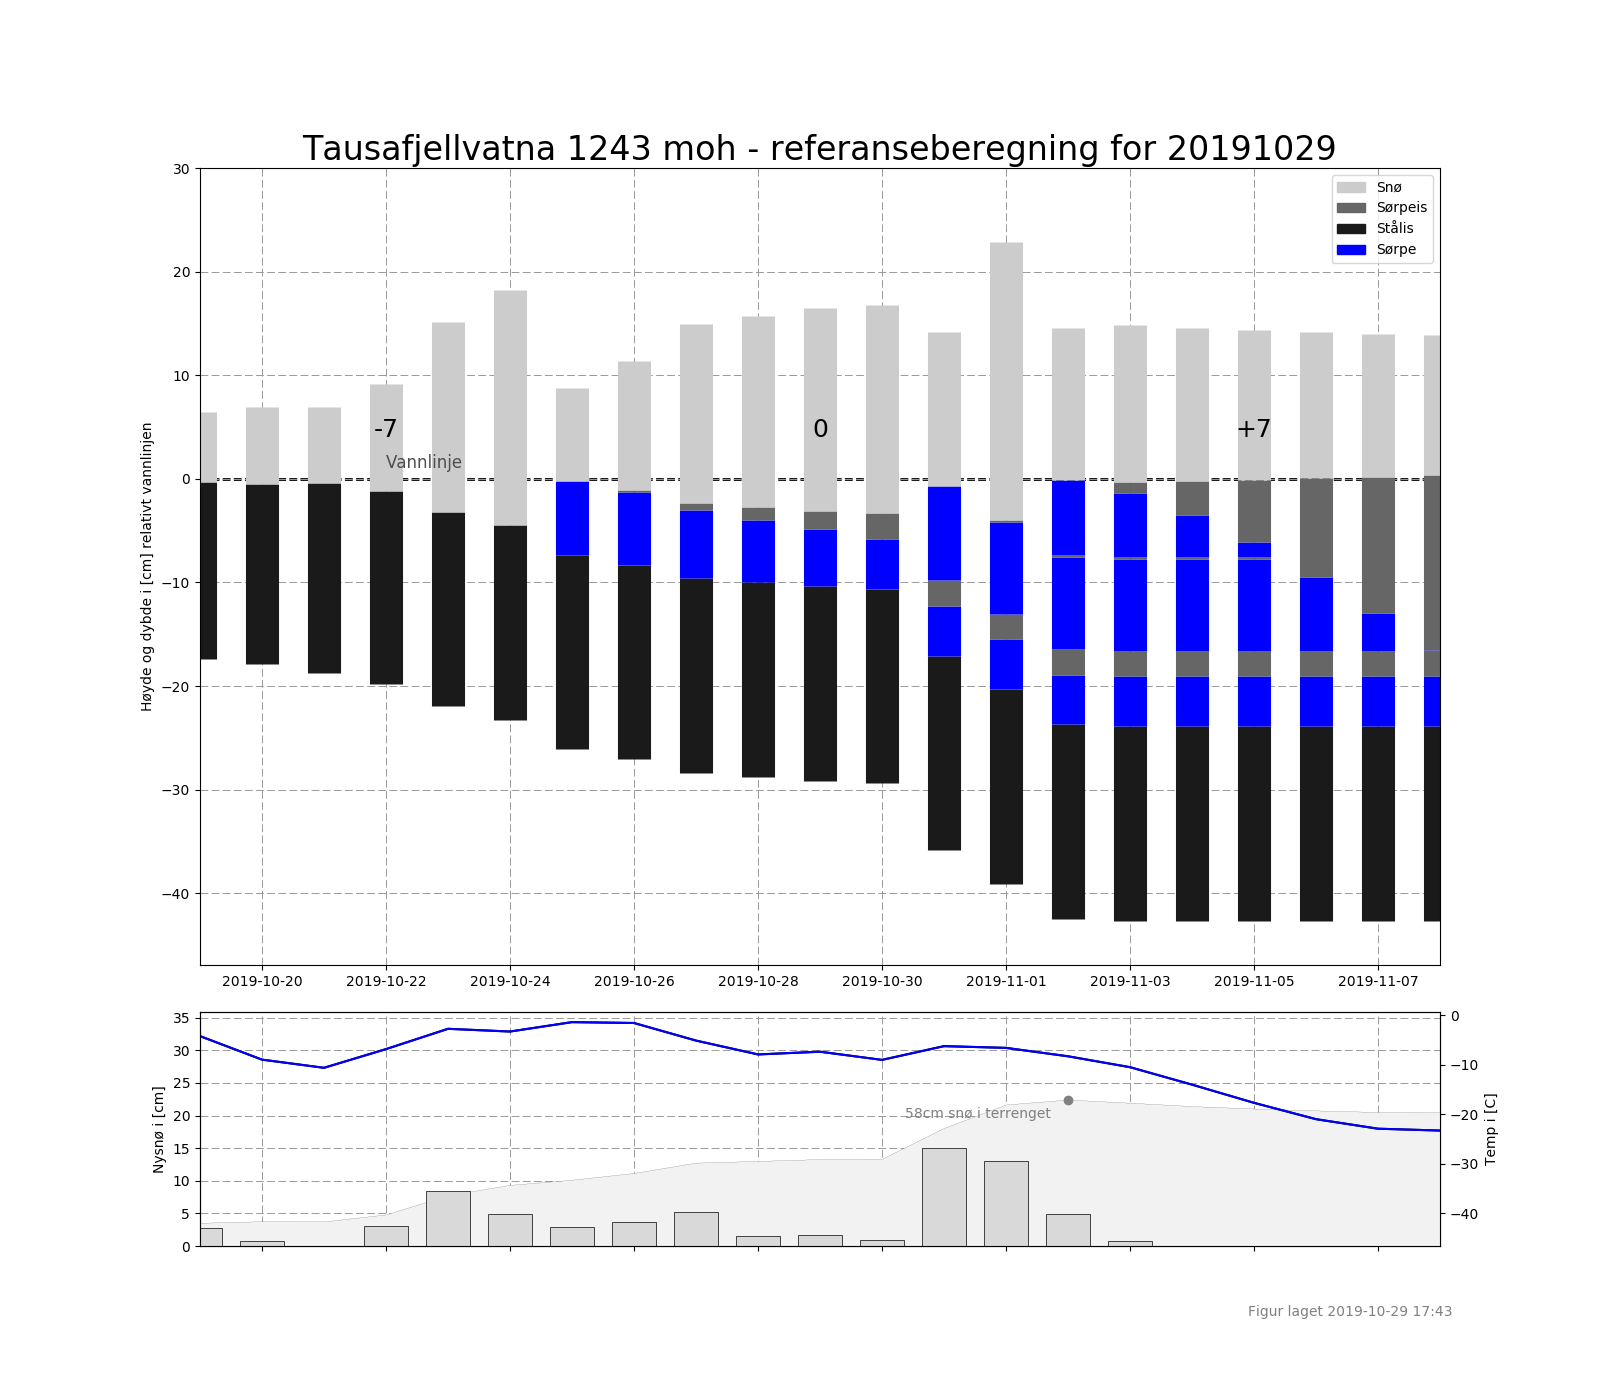 Tausafjellvatna 1243 moh - referanseberegning for 20191029
Høyde og dybde i [cm] relativt vannlinjen
30
20
10
0
−10
−20
−30
−40
Snø
Sørpeis
Stålis
Sørpe
-7
0
+7
Vannlinje
2019-10-20 2019-10-22 2019-10-24 2019-10-26 2019-10-28 2019-10-30 2019-11-01 2019-11-03 2019-11-05 2019-11-07
Nysnø i [cm]
35
30
25
20
15
10
5
0
58cm snø i terrenget
0
−10
−20
−30
−40
Temp i [C]
Figur laget 2019-10-29 17:43